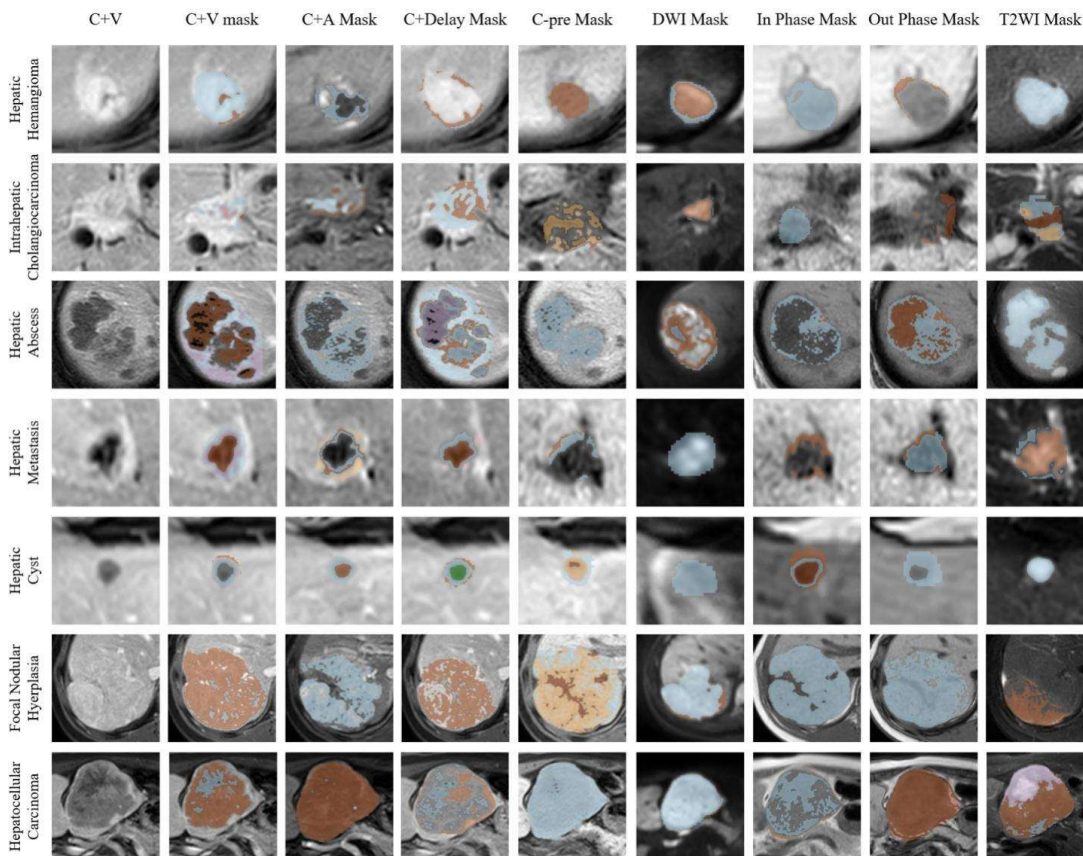 C+V C+V mask C+A Mask C+Delay Mask C-pre Mask DWI Mask In Phase Mask Out Phase Mask T2WI Mask
Hepatic
Hemangioma
Intrahepatic
Cholangiocarcinoma
Hepatic
Abscess
Hepatic
Metastasis
Hepatic
Cyst
Focal Nodular
Hyerplasia
Hepatocellular
Carcinoma